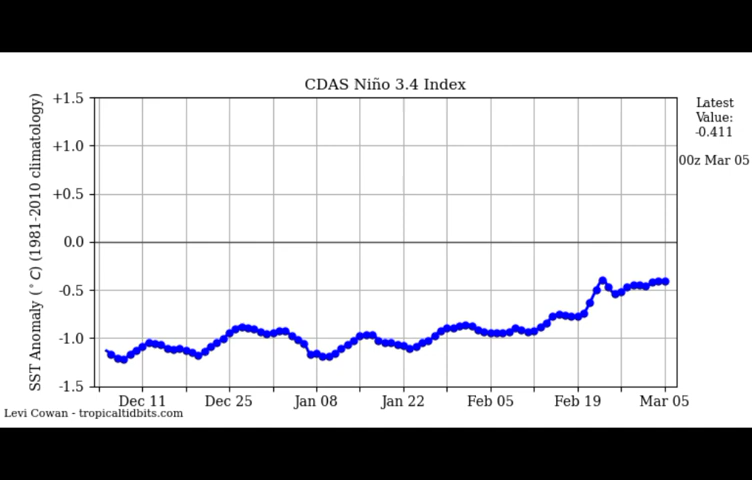 CDAS Niño 3.4 Index
SST Anomaly (°C) (1981-2010 climatology)
+1.5
+1.0
+0.5
0.0
-0.5
-1.0
-1.5
Dec 11
Dec 25
Jan 08
Jan 22
Feb 05
Feb 19
Mar 05
Latest
Value:
-0.411
00z Mar 05
Levi Cowan - tropicaltidbits.com